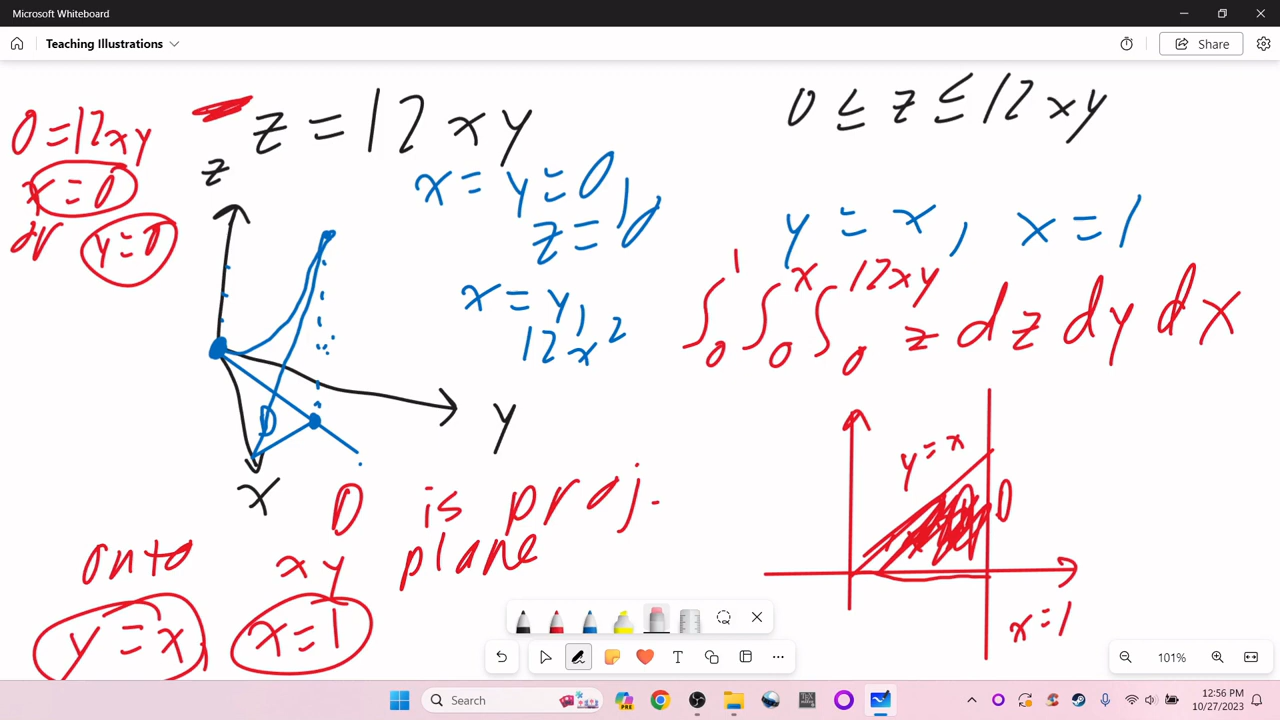 Microsoft Whiteboard
Teaching Illustrations
Share
0 = 12xy
x = 0
or y = 0
z = 12xy
0 ≤ z ≤ 12xy
x = y = 0,
z = 0
x = y,
12x²
y = x, x = 1
∫₀¹ ∫₀ˣ ∫₀¹²ˣʸ z dz dy dx
z
y
x
D
y = x
D
x = 1
D is proj.
onto xy plane
y = x x = 1
101%
Search
PRE
12:56 PM
10/27/2023